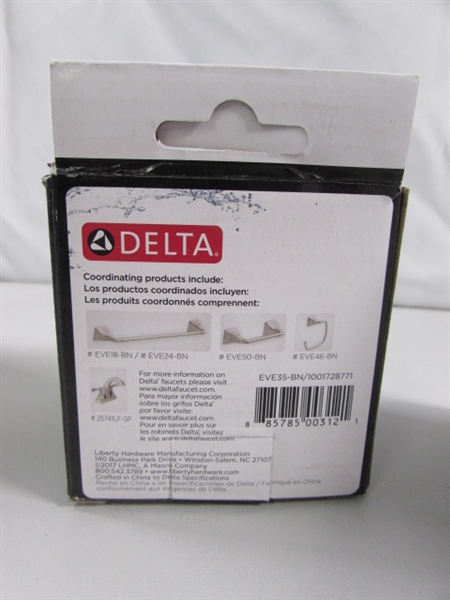 DELTA
Coordinating products include:
Los productos coordinados incluyen:
Les produits coordonnés comprennent:
# EVE18-BN / # EVE24-BN
# EVE50-BN
# EVE46-BN
# 25741LF-SP
For more information on
Delta® faucets please visit
www.deltafaucet.com.
Para mayor información
sobre los grifos Delta®
por favor visite:
www.deltafaucet.com.
Pour en savoir plus sur
les robinets Delta®, visitez
le site www.deltafaucet.com.
EVE35-BN/1001728771
8 85785 00312 1
Liberty Hardware Manufacturing Corporation
140 Business Park Drive • Winston-Salem, NC 27107
©2017 LHMC, A Masco Company
800.542.3789 • www.libertyhardware.com
Crafted in China to Delta Specifications
Hecho en China a las Especificaciones de Delta / Fabriqué en Chine
conformément aux exigences de Delta